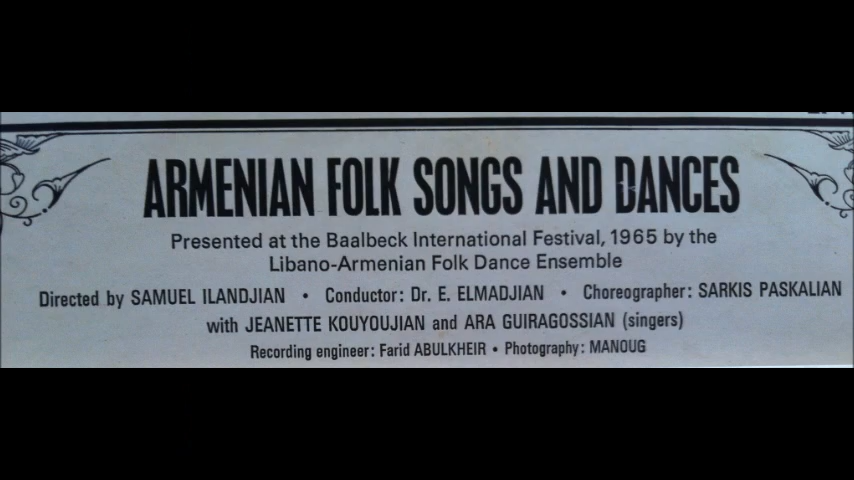 ARMENIAN FOLK SONGS AND DANCES
Presented at the Baalbeck International Festival, 1965 by the
Libano-Armenian Folk Dance Ensemble
Directed by SAMUEL ILANDJIAN • Conductor: Dr. E. ELMADJIAN • Choreographer: SARKIS PASKALIAN
with JEANETTE KOUYOUJIAN and ARA GUIRAGOSSIAN (singers)
Recording engineer: Farid ABULKHEIR • Photography: MANOUG